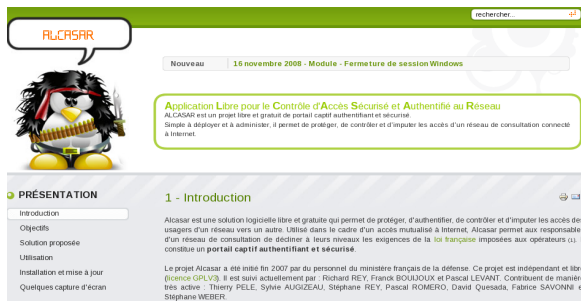 rechercher...
ALCASAR
Nouveau
16 novembre 2008 - Module - Fermeture de session Windows
Application Libre pour le Contrôle d'Accès Sécurisé et Authentifié au Réseau
ALCASAR est un projet libre et gratuit de portail captif authentifiant et sécurisé.
Simple à déployer et à administrer, il permet de protéger, de contrôler et d'imputer les accès d'un réseau de consultation connecté
à Internet.
PRÉSENTATION
Introduction
Objectifs
Solution proposée
Utilisation
Installation et mise à jour
Quelques capture d'écran
1 - Introduction
Alcasar est une solution logicielle libre et gratuite qui permet de protéger, d'authentifier, de contrôler et d'imputer les accès des
usagers d'un réseau vers un autre. Utilisé dans le cadre d'un accès mutualisé à Internet, Alcasar permet aux responsable
d'un réseau de consultation de décliner à leurs niveaux les exigences de la loi française imposées aux opérateurs (1).
constitue un portail captif authentifiant et sécurisé.
Le projet Alcasar a été initié fin 2007 par du personnel du ministère français de la défense. Ce projet est indépendant et libre
(licence GPLV3). Il est suivi actuellement par : Richard REY, Franck BOUIJOUX et Pascal LEVANT. Contribuent de manière
très active : Thierry PELE, Sylvie AUGIZEAU, Stéphane REY, Pascal ROMERO, David Quesada, Fabrice SAVONNI e
Stéphane WEBER.